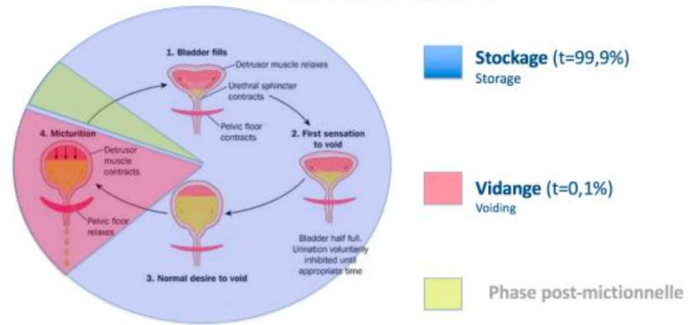 1. Bladder fills
Detrusor muscle relaxes
Urethral sphincter
contracts
Pelvic floor
contracts
2. First sensation
to void
Bladder half full.
Urination voluntarily
inhibited until
appropriate time
3. Normal desire to void
4. Micturition
Detrusor
muscle
contracts
Pelvic floor
relaxes
Stockage (t=99,9%)
Storage
Vidange (t=0,1%)
Voiding
Phase post-mictionnelle